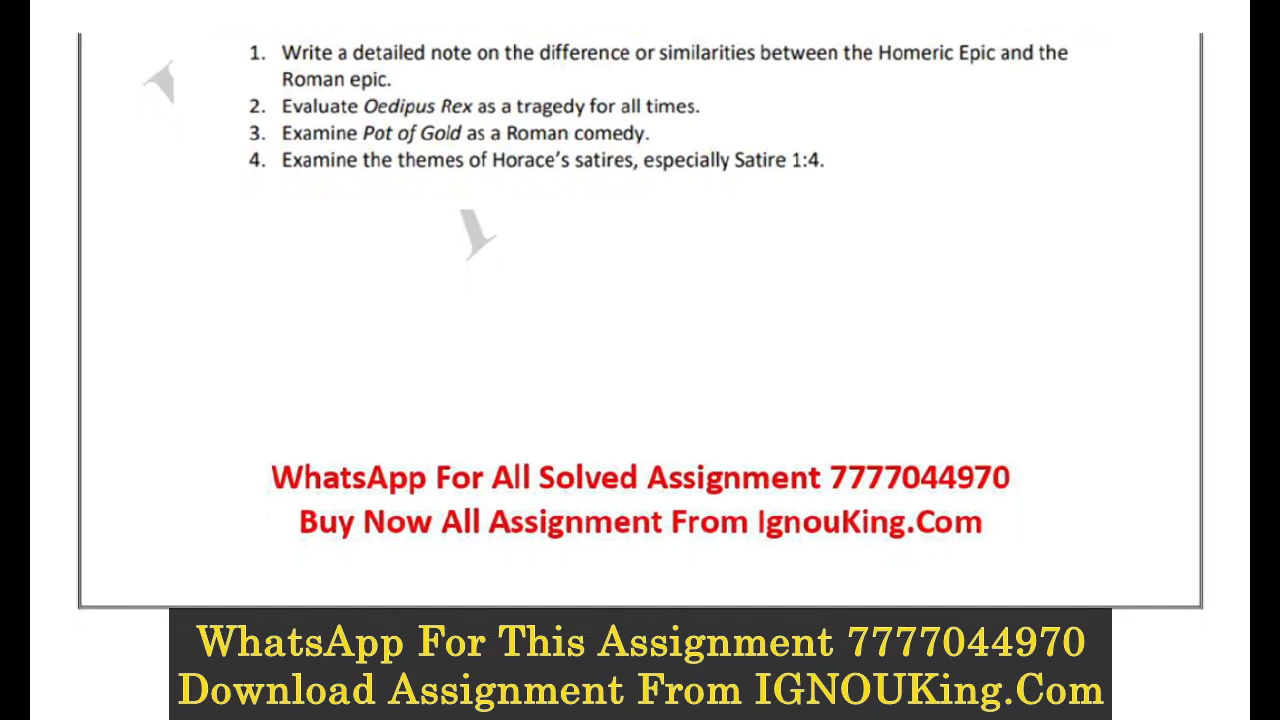 1. Write a detailed note on the difference or similarities between the Homeric Epic and the
Roman epic.
2. Evaluate Oedipus Rex as a tragedy for all times.
3. Examine Pot of Gold as a Roman comedy.
4. Examine the themes of Horace's satires, especially Satire 1:4.
WhatsApp For All Solved Assignment 7777044970
Buy Now All Assignment From IgnouKing.Com
WhatsApp For This Assignment 7777044970
Download Assignment From IGNOUKing.Com